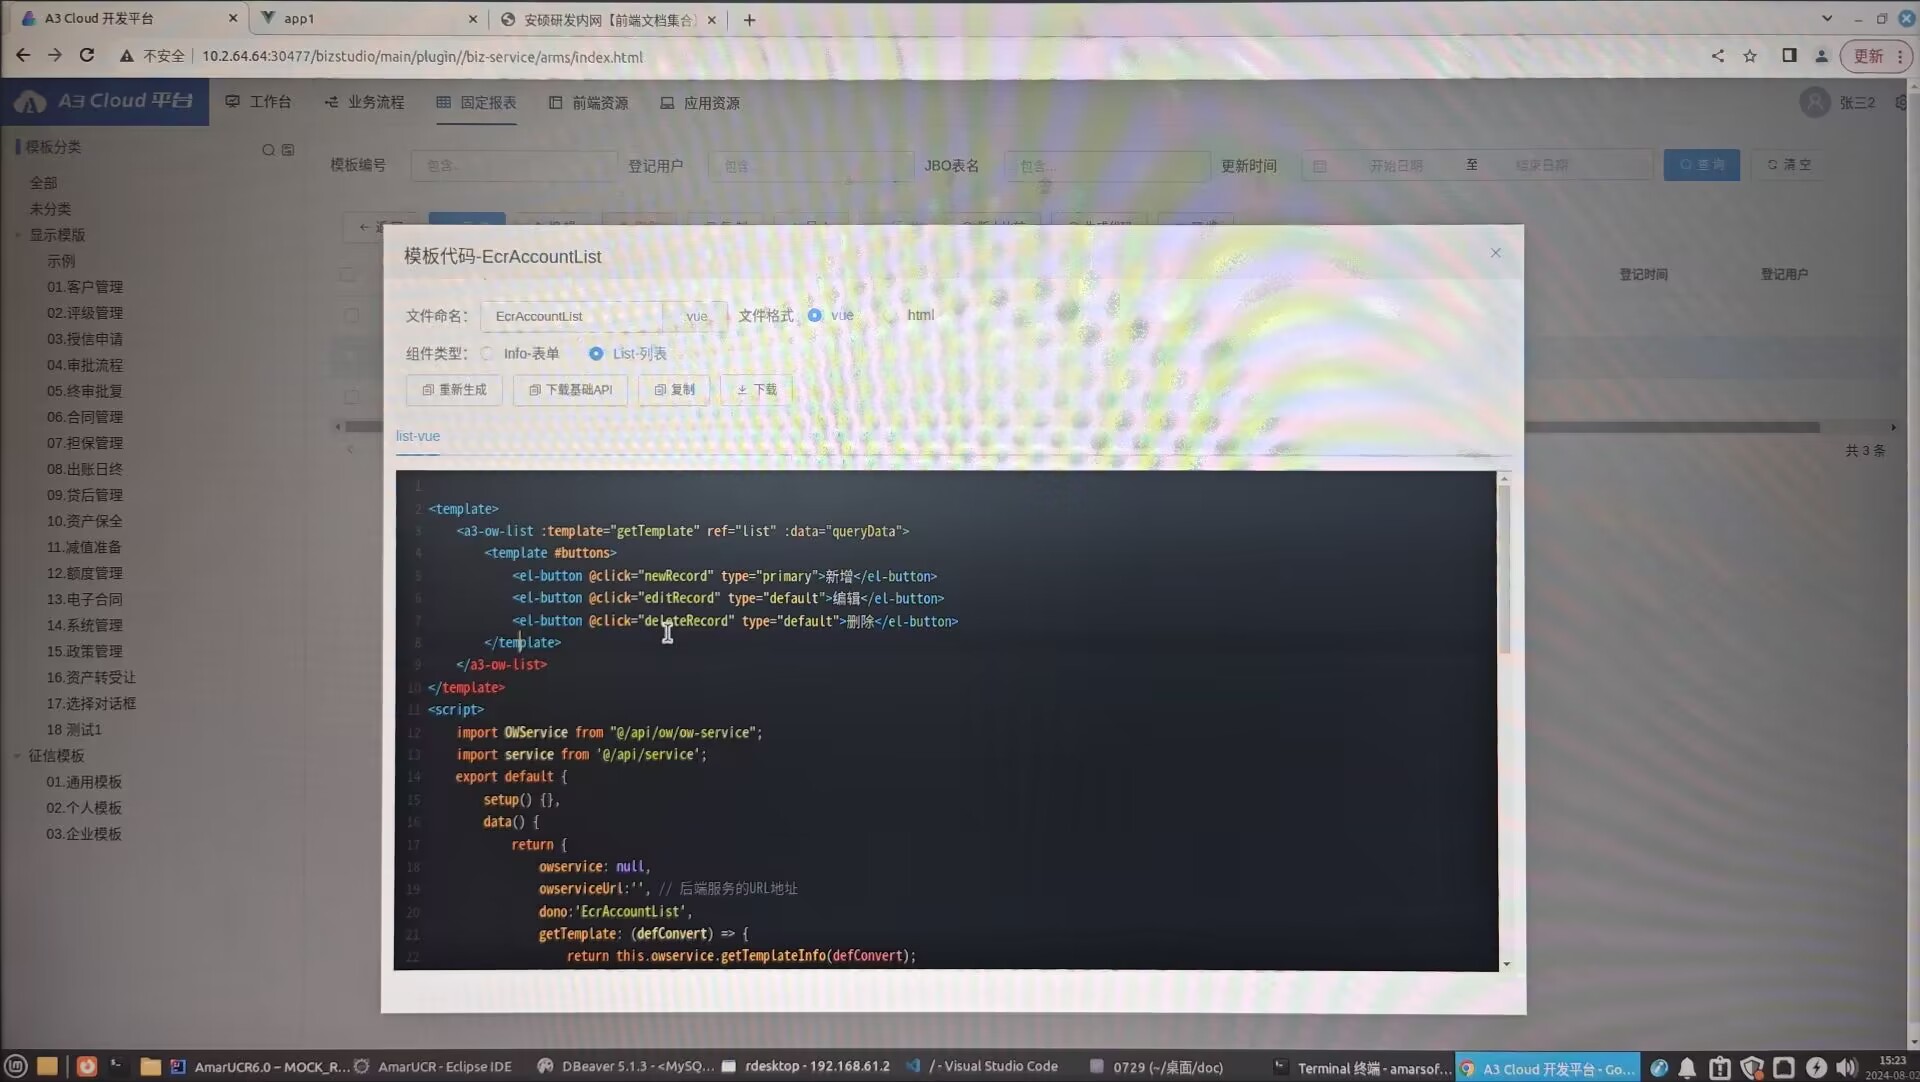 A3 Cloud 开发平台
app1
安硕研发内网【前端文档集合】
不安全
10.2.64.64:30477/bizstudio/main/plugin//biz-service/arms/index.html
更新
A3 Cloud 平台
工作台
业务流程
固定报表
前端资源
应用资源
张三2
模板分类
全部
未分类
显示模版
示例
01.客户管理
02.评级管理
03.授信申请
04.审批流程
05.终审批复
06.合同管理
07.担保管理
08.出账日终
09.贷后管理
10.资产保全
11.减值准备
12.额度管理
13.电子合同
14.系统管理
15.政策管理
16.资产转受让
17.选择对话框
18 测试1
征信模板
01.通用模板
02.个人模板
03.企业模板
模板编号 包含..
登记用户 包含
JBO表名 包含...
更新时间 开始日期 至 结束日期
查询
清空
登记时间
登记用户
共 3 条
模板代码-EcrAccountList
文件命名： EcrAccountList vue 文件格式 vue html
组件类型： Info-表单 List-列表
重新生成 下载基础API 复制 下载
list-vue
1
2 <template>
3 <a3-ow-list :template="getTemplate" ref="list" :data="queryData">
4 <template #buttons>
5 <el-button @click="newRecord" type="primary">新增</el-button>
6 <el-button @click="editRecord" type="default">编辑</el-button>
7 <el-button @click="deleteRecord" type="default">删除</el-button>
8 </template>
9 </a3-ow-list>
10 </template>
11 <script>
12 import OWService from "@/api/ow/ow-service";
13 import service from '@/api/service';
14 export default {
15 setup() {},
16 data() {
17 return {
18 owservice: null,
19 owserviceUrl:'', // 后端服务的URL地址
20 dono:'EcrAccountList',
21 getTemplate: (defConvert) => {
22 return this.owservice.getTemplateInfo(defConvert);
AmarUCR6.0 – MOCK_R...
AmarUCR - Eclipse IDE
DBeaver 5.1.3 - <MySQ...
rdesktop - 192.168.61.2
/ - Visual Studio Code
0729 (~/桌面/doc)
Terminal 终端 - amarsof...
A3 Cloud 开发平台 - Go...
15:23
2024-08-02